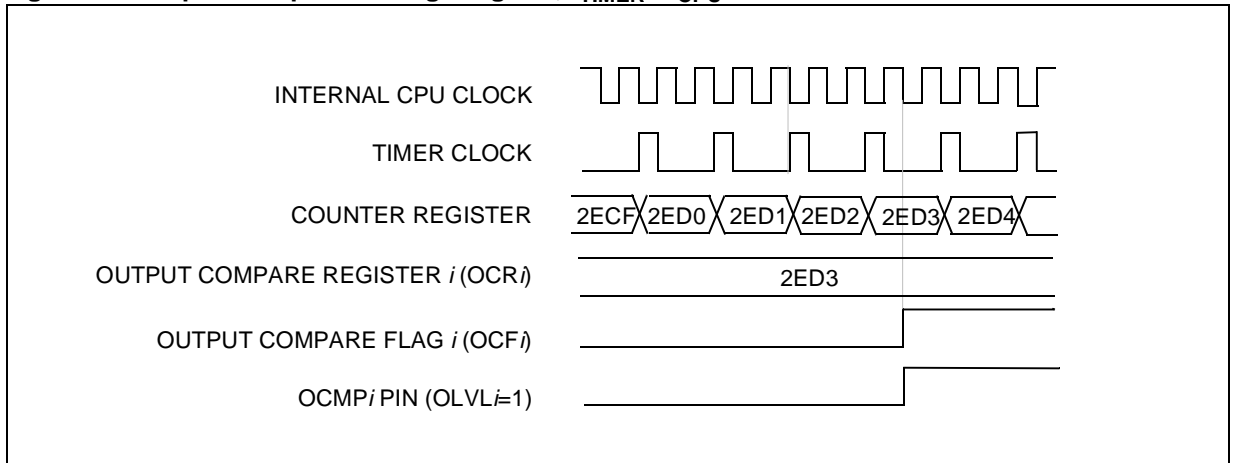 INTERNAL CPU CLOCK
TIMER CLOCK
COUNTER REGISTER 2ECF 2ED0 2ED1 2ED2 2ED3 2ED4
OUTPUT COMPARE REGISTER i (OCRi) 2ED3
OUTPUT COMPARE FLAG i (OCFi)
OCMPi PIN (OLVLi=1)